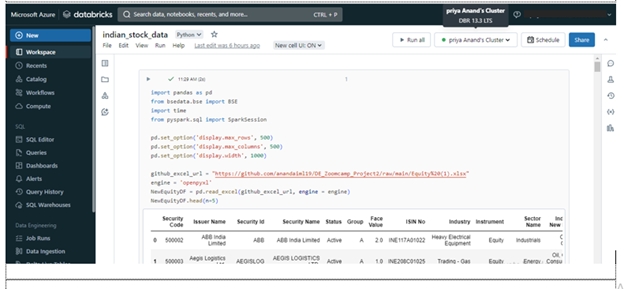 Microsoft Azure
databricks
Search data, notebooks, recents, and more...
CTRL + P
priya Anand's Cluster
DBR 13.3 LTS
New
Workspace
Recents
Catalog
Workflows
Compute
SQL
SQL Editor
Queries
Dashboards
Alerts
Query History
SQL Warehouses
Data Engineering
Job Runs
Data Ingestion
indian_stock_data
Python
File Edit View Run Help Last edit was 6 hours ago New cell UI: ON
Run all
priya Anand's Cluster
Schedule
Share
11:28 AM (2s)
1
import pandas as pd
from bsedata.bse import BSE
import time
from pyspark.sql import SparkSession
pd.set_option('display.max_rows', 500)
pd.set_option('display.max_columns', 500)
pd.set_option('display.width', 1000)
github_excel_url = "https://github.com/anandaiml19/DE_Zoomcamp_Project2/raw/main/Equity%20(1).xlsx"
engine = 'openpyxl'
NewEquityDF = pd.read_excel(github_excel_url, engine = engine)
NewEquityDF.head(n=5)
Security Code Issuer Name Security Id Security Name Status Group Face Value ISIN No Industry Instrument Sector Name
0 500002 ABB India Limited ABB ABB India Limited Active A 2.0 INE117A01022 Heavy Electrical Equipment Equity Industrials
1 500003 Aegis Logistics AEGISLOG AEGIS LOGISTICS Active A 1.0 INE208C01025 Trading - Gas Equity Energy